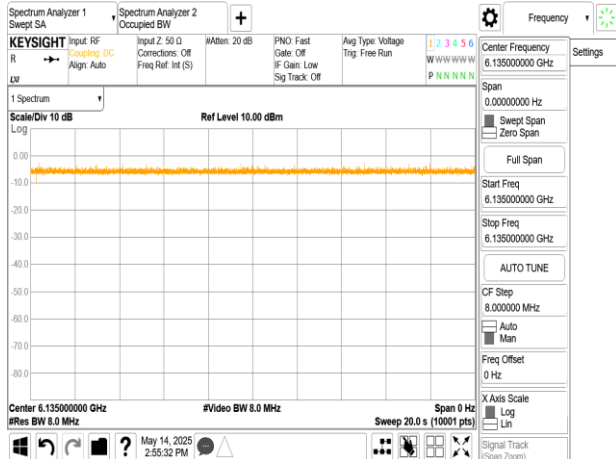 Spectrum Analyzer 1
Swept SA
Spectrum Analyzer 2
Occupied BW
+
Frequency
Settings
KEYSIGHT
R
LXI
Input: RF
Coupling: DC
Align: Auto
Input Z: 50 Ω
Corrections: Off
Freq Ref: Int (S)
#Atten: 20 dB
PNO: Fast
Gate: Off
IF Gain: Low
Sig Track: Off
Avg Type: Voltage
Trig: Free Run
1 2 3 4 5 6
W W W W W W
P N N N N N
1 Spectrum
Scale/Div 10 dB
Ref Level 10.00 dBm
Log
0.00
-10.0
-20.0
-30.0
-40.0
-50.0
-60.0
-70.0
-80.0
Center 6.135000000 GHz
#Video BW 8.0 MHz
Span 0 Hz
#Res BW 8.0 MHz
Sweep 20.0 s (10001 pts)
Center Frequency
6.135000000 GHz
Span
0.00000000 Hz
Swept Span
Zero Span
Full Span
Start Freq
6.135000000 GHz
Stop Freq
6.135000000 GHz
AUTO TUNE
CF Step
8.000000 MHz
Auto
Man
Freq Offset
0 Hz
X Axis Scale
Log
Lin
Signal Track
(Span Zoom)
?
May 14, 2025
2:55:32 PM